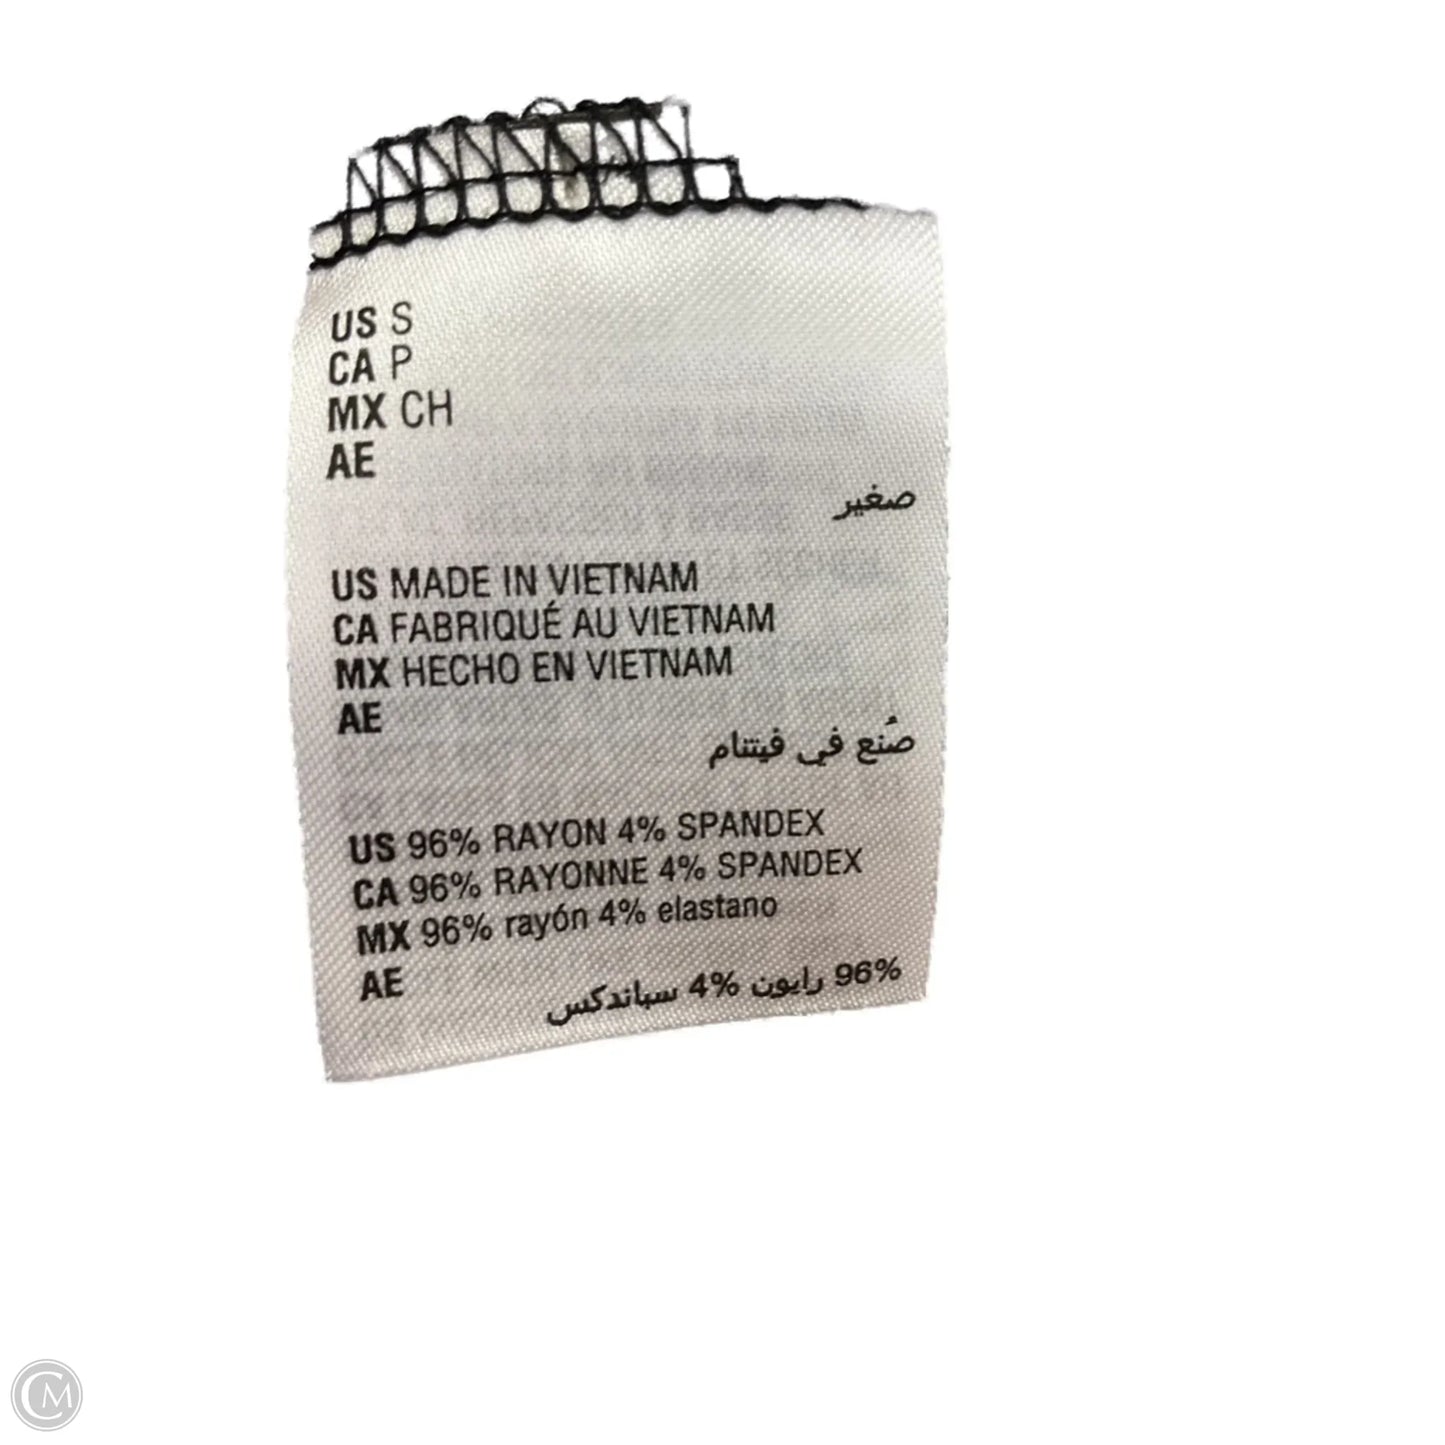 US S
CA P
MX CH
AE
صغير
US MADE IN VIETNAM
CA FABRIQUÉ AU VIETNAM
MX HECHO EN VIETNAM
AE
صُنع في فيتنام
US 96% RAYON 4% SPANDEX
CA 96% RAYONNE 4% SPANDEX
MX 96% rayón 4% elastano
AE
96% رايون 4% سباندكس
CM